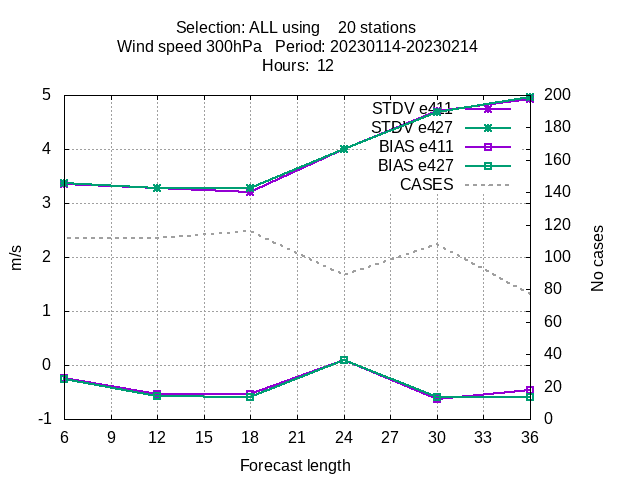 Selection: ALL using    20 stations
Wind speed 300hPa   Period: 20230114-20230214
Hours:  12
STDV e411
STDV e427
BIAS e411
BIAS e427
CASES
5
4
3
2
1
0
-1
200
180
160
140
120
100
80
60
40
20
0
m/s
No cases
6 9 12 15 18 21 24 27 30 33 36
Forecast length